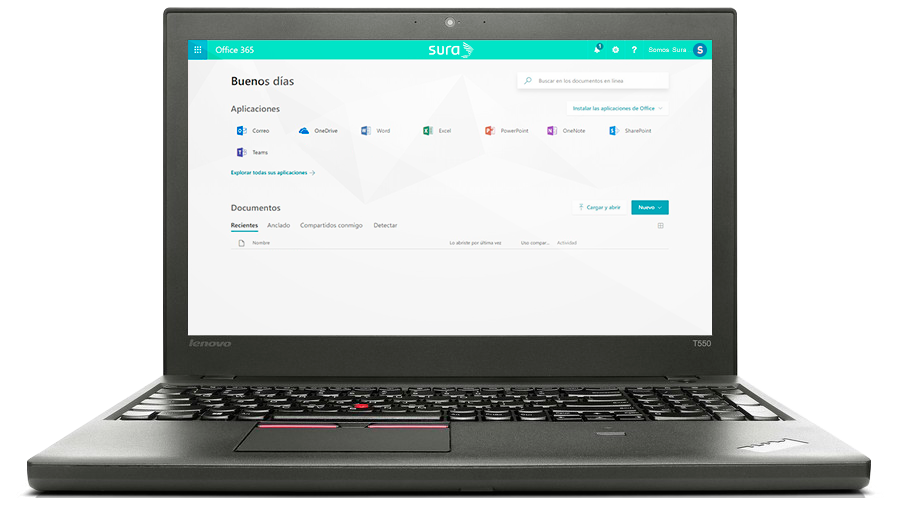 Office 365
sura
1
?
Somos Sura
S
Buenos días
Buscar en los documentos en línea
Aplicaciones
Instalar las aplicaciones de Office
Correo
OneDrive
Word
Excel
PowerPoint
OneNote
SharePoint
Teams
Explorar todas sus aplicaciones
Documentos
Cargar y abrir
Nuevo
Recientes
Anclado
Compartidos conmigo
Detectar
Nombre
Lo abriste por última vez
Uso compar...
Actividad
lenovo
T550